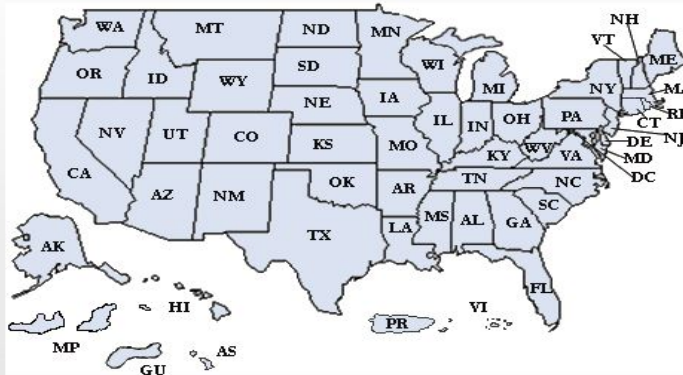 NH
VT
WA
MT
ND
MN
ME
OR
ID
SD
WI
MI
NY
MA
WY
RI
CT
NE
IA
PA
NJ
NV
UT
CO
IL
IN
OH
DE
MD
DC
KS
MO
WV
VA
KY
CA
AZ
NM
OK
AR
TN
NC
SC
TX
LA
MS
AL
GA
AK
FL
HI
VI
PR
MP
AS
GU